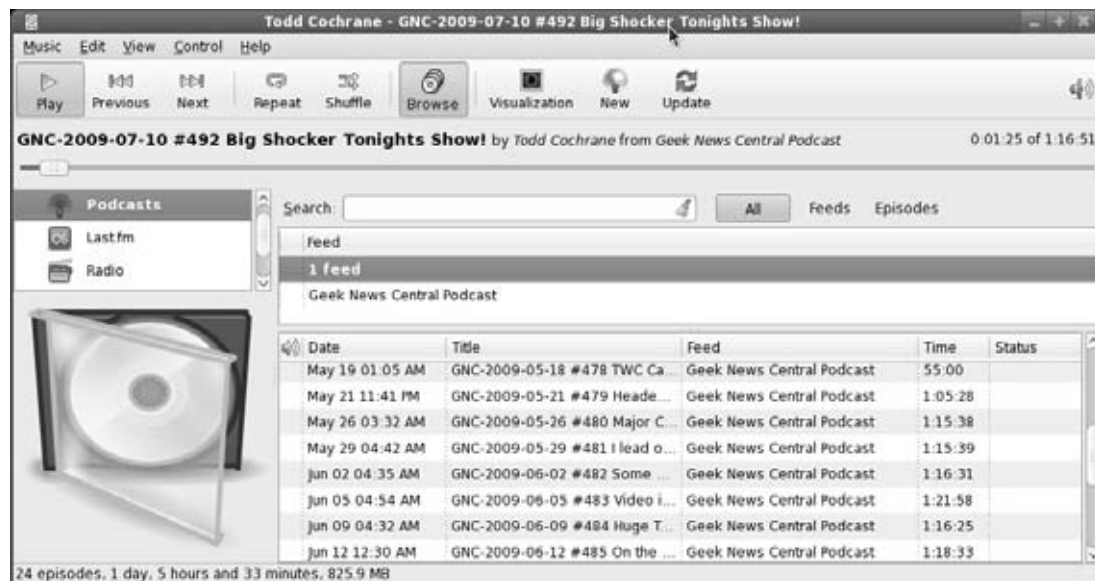 Todd Cochrane - GNC-2009-07-10 #492 Big Shocker Tonights Show!
Music Edit View Control Help
Play Previous Next Repeat Shuffle Browse Visualization New Update
GNC-2009-07-10 #492 Big Shocker Tonights Show! by Todd Cochrane from Geek News Central Podcast 0:01:25 of 1:16:51
Podcasts
Last.fm
Radio
Search: All Feeds Episodes
Feed
1 feed
Geek News Central Podcast
Date Title Feed Time Status
May 19 01:05 AM GNC-2009-05-18 #478 TWC Ca... Geek News Central Podcast 55:00
May 21 11:41 PM GNC-2009-05-21 #479 Heade... Geek News Central Podcast 1:05:28
May 26 03:32 AM GNC-2009-05-26 #480 Major C... Geek News Central Podcast 1:15:38
May 29 04:42 AM GNC-2009-05-29 #481 I lead o... Geek News Central Podcast 1:15:39
Jun 02 04:35 AM GNC-2009-06-02 #482 Some ... Geek News Central Podcast 1:16:31
Jun 05 04:54 AM GNC-2009-06-05 #483 Video i... Geek News Central Podcast 1:21:58
Jun 09 04:32 AM GNC-2009-06-09 #484 Huge T... Geek News Central Podcast 1:16:25
Jun 12 12:30 AM GNC-2009-06-12 #485 On the ... Geek News Central Podcast 1:18:33
24 episodes, 1 day, 5 hours and 33 minutes, 825.9 MB